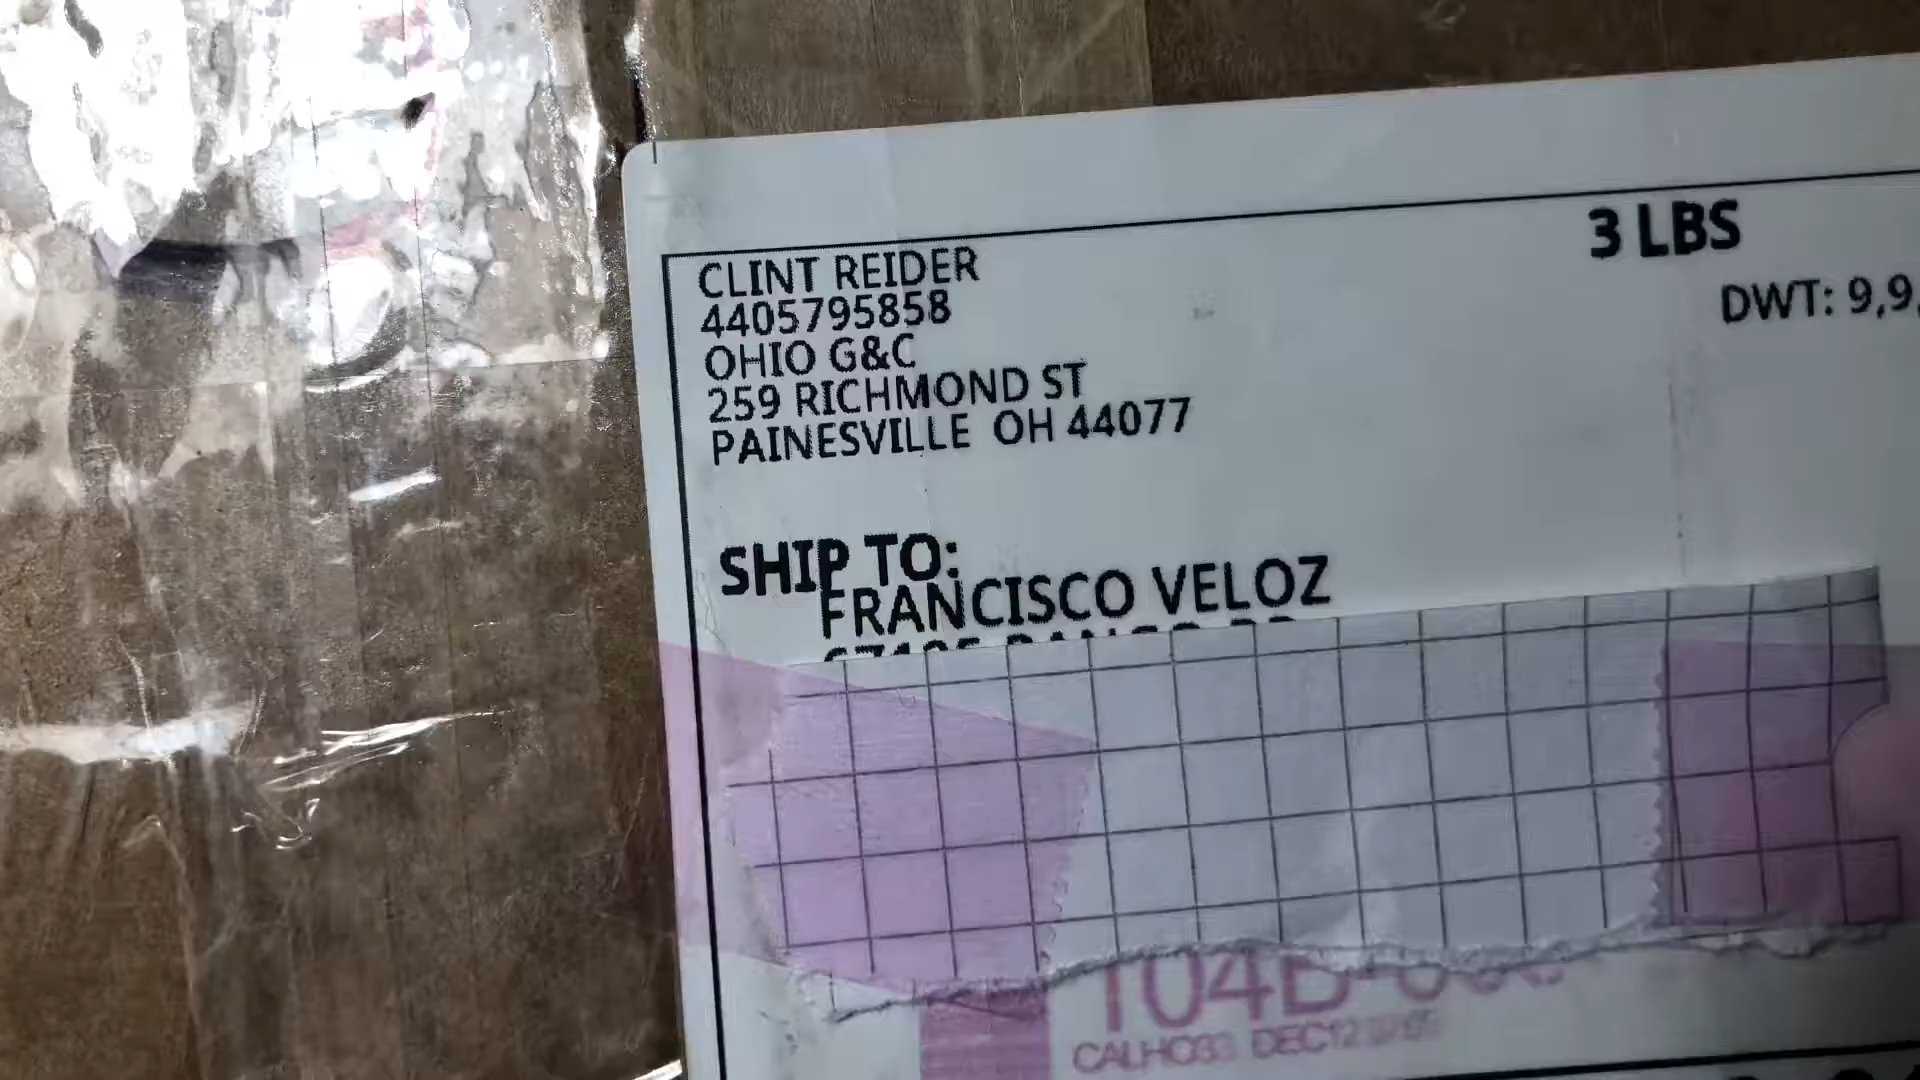 3 LBS
DWT: 9,9,
CLINT REIDER
4405795858
OHIO G&C
259 RICHMOND ST
PAINESVILLE OH 44077
SHIP TO:
FRANCISCO VELOZ
DEC12